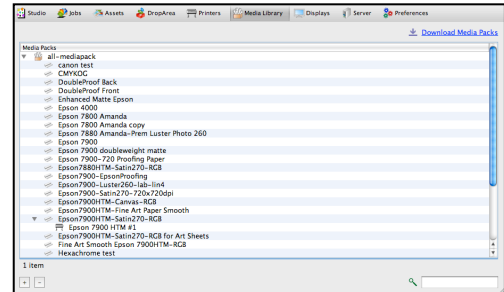 Studio Jobs Assets DropArea Printers Media Library Displays Server Preferences
Download Media Packs
Media Packs
all-mediapack
canon test
CMYKOG
DoubleProof Back
DoubleProof Front
Enhanced Matte Epson
Epson 4000
Epson 7800 Amanda
Epson 7800 Amanda copy
Epson 7880 Amanda-Prem Luster Photo 260
Epson 7900
Epson 7900 doubleweight matte
Epson 7900-720 Proofing Paper
Epson7880HTM-Satin270-RGB
Epson7900-EpsonProofing
Epson7900-Luster260-lab-lin4
Epson7900-Satin270-720x720dpi
Epson7900HTM-Canvas-RGB
Epson7900HTM-Fine Art Paper Smooth
Epson7900HTM-Satin270-RGB
Epson 7900 HTM #1
Epson7900HTM-Satin270-RGB for Art Sheets
Fine Art Smooth Epson 7900HTM-RGB
Hexachrome test
1 item
+ -